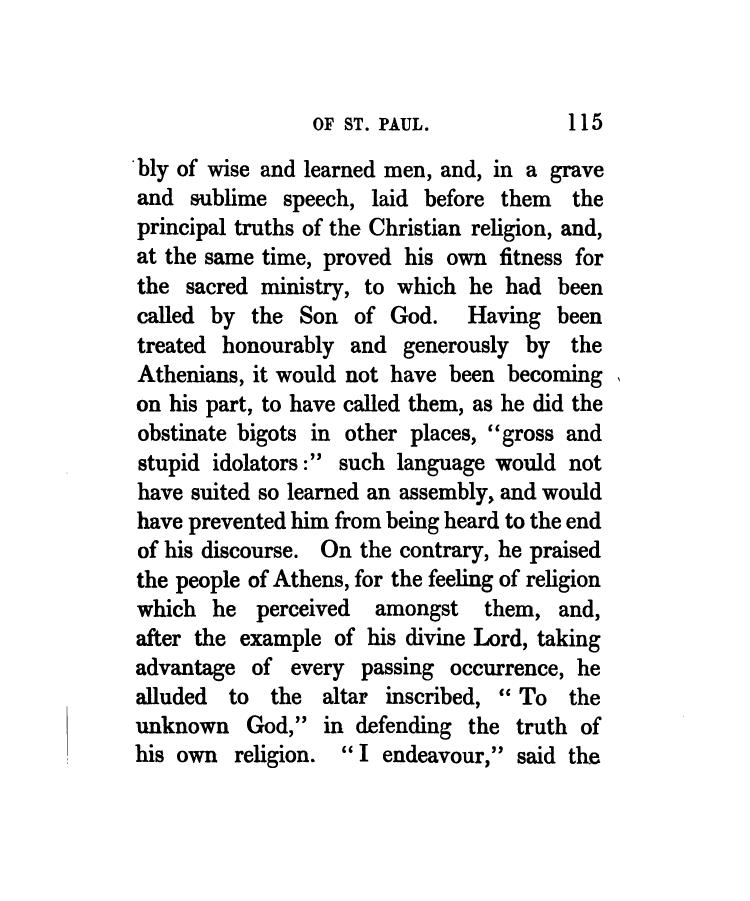 OF ST. PAUL. 115
bly of wise and learned men, and, in a grave
and sublime speech, laid before them the
principal truths of the Christian religion, and,
at the same time, proved his own fitness for
the sacred ministry, to which he had been
called by the Son of God. Having been
treated honourably and generously by the
Athenians, it would not have been becoming
on his part, to have called them, as he did the
obstinate bigots in other places, “gross and
stupid idolators:” such language would not
have suited so learned an assembly, and would
have prevented him from being heard to the end
of his discourse. On the contrary, he praised
the people of Athens, for the feeling of religion
which he perceived amongst them, and,
after the example of his divine Lord, taking
advantage of every passing occurrence, he
alluded to the altar inscribed, “To the
unknown God,” in defending the truth of
his own religion. “I endeavour,” said the